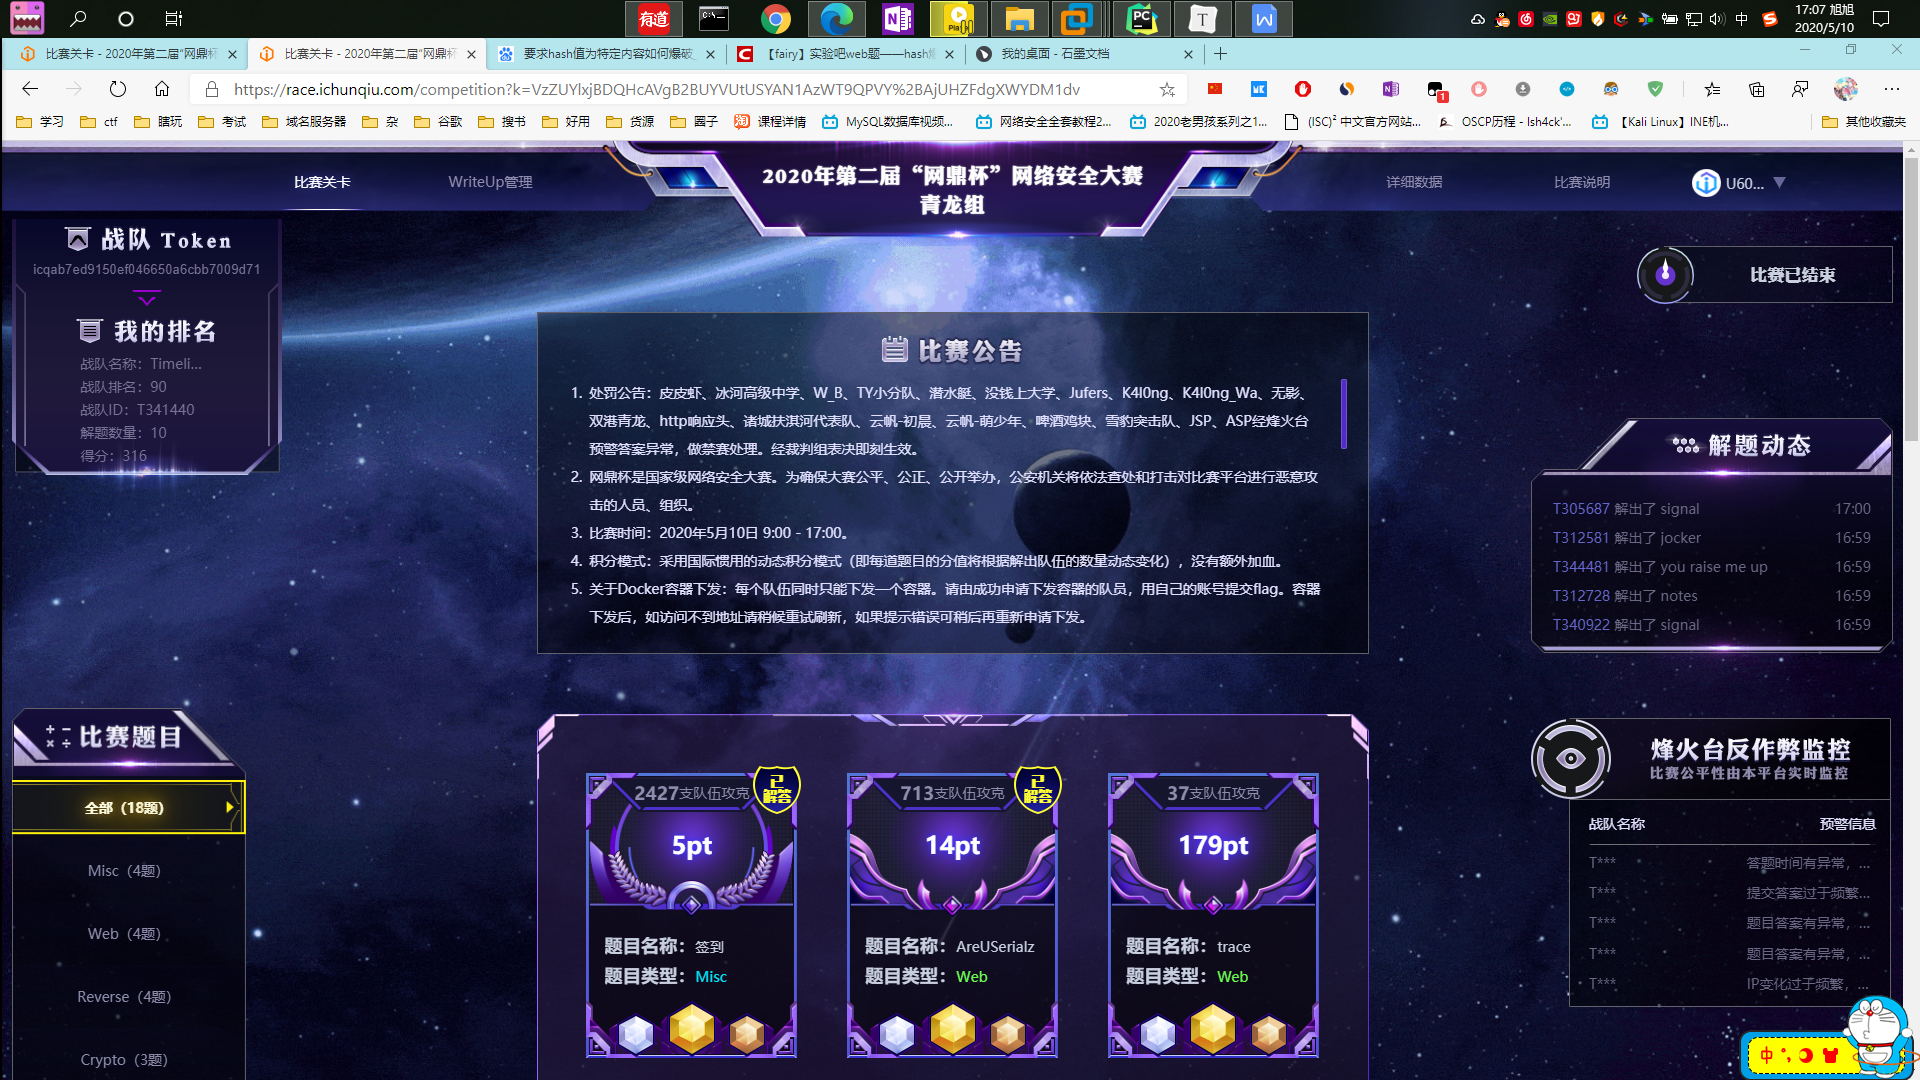 有道
17:07 旭旭
2020/5/10
中
比赛关卡 - 2020年第二届"网鼎杯
比赛关卡 - 2020年第二届"网鼎杯
要求hash值为特定内容如何爆破_
【fairy】实验吧web题——hash
我的桌面 - 石墨文档
https://race.ichunqiu.com/competition?k=VzZUYlxjBDQHcAVgB2BUYVUtUSYAN1AzWT9QPVY%2BAjUHZFdgXWYDM1dv
学习
ctf
瞎玩
考试
域名服务器
杂
谷歌
搜书
好用
货源
圈子
课程详情
MySQL数据库视频...
网络安全全套教程2...
2020老男孩系列之1...
(ISC)² 中文官方网站...
OSCP历程 - lsh4ck'...
【Kali Linux】INE机...
其他收藏夹
比赛关卡
WriteUp管理
2020年第二届“网鼎杯”网络安全大赛
青龙组
详细数据
比赛说明
U60...
战队 Token
icqab7ed9150ef046650a6cbb7009d71
我的排名
战队名称：Timeli...
战队排名：90
战队ID：T341440
解题数量：10
得分：316
比赛已结束
比赛公告
1. 处罚公告：皮皮虾、冰河高级中学、W_B、TY小分队、潜水艇、没钱上大学、Jufers、K4l0ng、K4l0ng_Wa、无影、
双港青龙、http响应头、诸城扶淇河代表队、云帆-初晨、云帆-萌少年、啤酒鸡块、雪豹突击队、JSP、ASP经烽火台
预警答案异常，做禁赛处理。经裁判组表决即刻生效。
2. 网鼎杯是国家级网络安全大赛。为确保大赛公平、公正、公开举办，公安机关将依法查处和打击对比赛平台进行恶意攻
击的人员、组织。
3. 比赛时间：2020年5月10日 9:00 - 17:00。
4. 积分模式：采用国际惯用的动态积分模式（即每道题目的分值将根据解出队伍的数量动态变化），没有额外加血。
5. 关于Docker容器下发：每个队伍同时只能下发一个容器。请由成功申请下发容器的队员，用自己的账号提交flag。容器
下发后，如访问不到地址请稍候重试刷新，如果提示错误可稍后再重新申请下发。
解题动态
T305687 解出了 signal 17:00
T312581 解出了 jocker 16:59
T344481 解出了 you raise me up 16:59
T312728 解出了 notes 16:59
T340922 解出了 signal 16:59
比赛题目
全部（18题）
Misc（4题）
Web（4题）
Reverse（4题）
Crypto（3题）
2427支队伍攻克
已解答
5pt
题目名称：签到
题目类型：Misc
713支队伍攻克
已解答
14pt
题目名称：AreUSerialz
题目类型：Web
37支队伍攻克
179pt
题目名称：trace
题目类型：Web
烽火台反作弊监控
比赛公平性由本平台实时监控
战队名称 预警信息
T*** 答题时间有异常，...
T*** 提交答案过于频繁...
T*** 题目答案有异常，...
T*** 题目答案有异常，...
T*** IP变化过于频繁，...
中